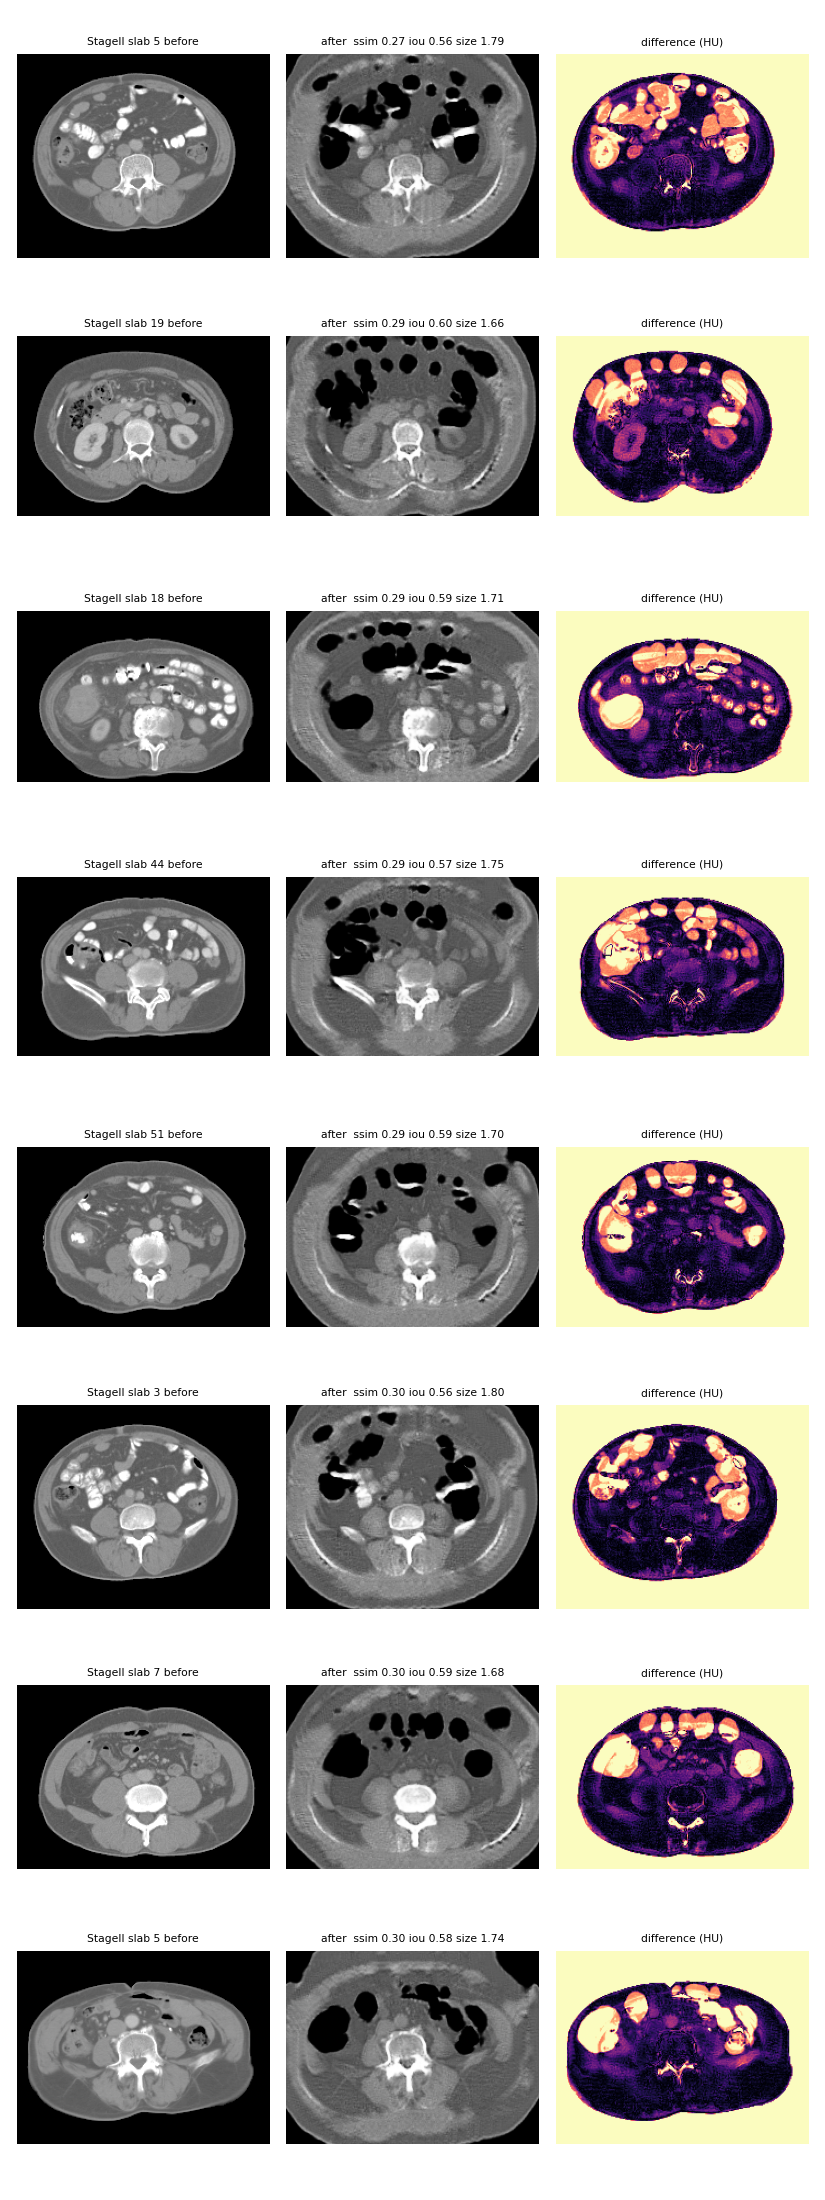 StageII slab 5 before after  ssim 0.27 iou 0.56 size 1.79 difference (HU)
StageII slab 19 before after  ssim 0.29 iou 0.60 size 1.66 difference (HU)
StageII slab 18 before after  ssim 0.29 iou 0.59 size 1.71 difference (HU)
StageII slab 44 before after  ssim 0.29 iou 0.57 size 1.75 difference (HU)
StageII slab 51 before after  ssim 0.29 iou 0.59 size 1.70 difference (HU)
StageII slab 3 before after  ssim 0.30 iou 0.56 size 1.80 difference (HU)
StageII slab 7 before after  ssim 0.30 iou 0.59 size 1.68 difference (HU)
StageII slab 5 before after  ssim 0.30 iou 0.58 size 1.74 difference (HU)